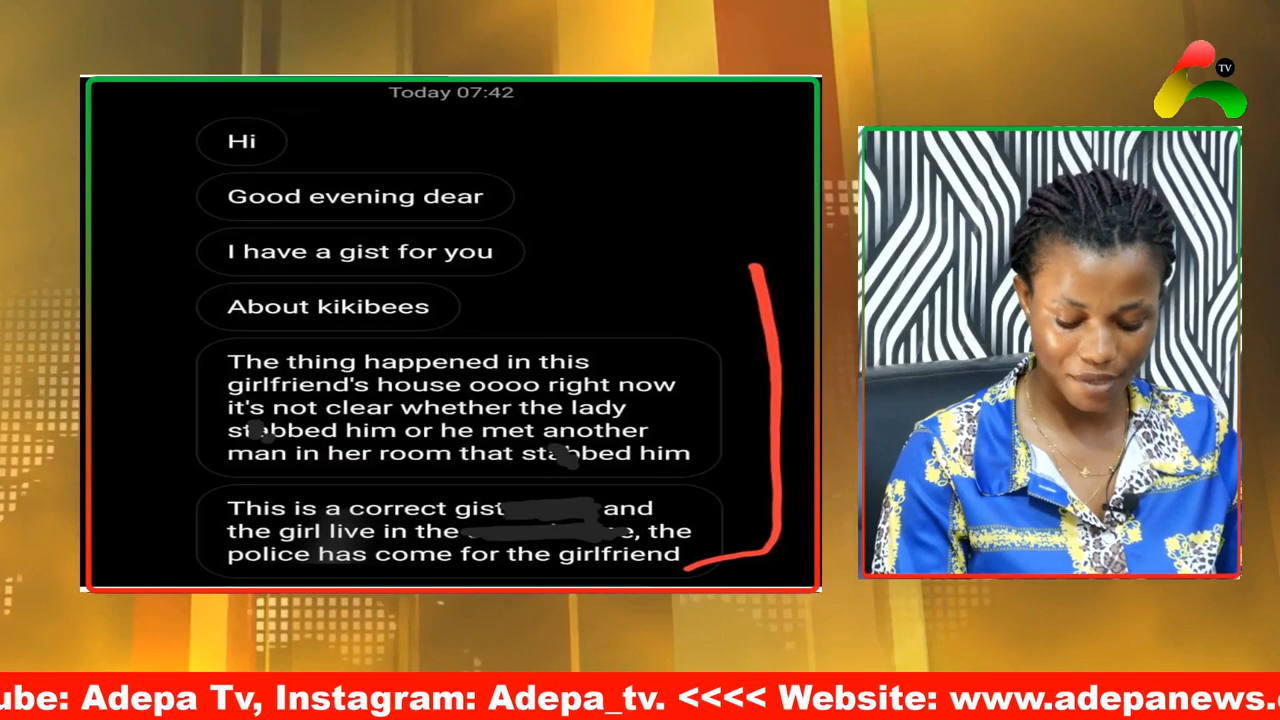 TV
Today 07:42
Hi
Good evening dear
I have a gist for you
About kikibees
The thing happened in this
girlfriend's house oooo right now
it's not clear whether the lady
stabbed him or he met another
man in her room that stabbed him
This is a correct gist and
the girl live in the , the
police has come for the girlfriend
Adepa Tv, Instagram: Adepa_tv. <<<< Website: www.adepanews.